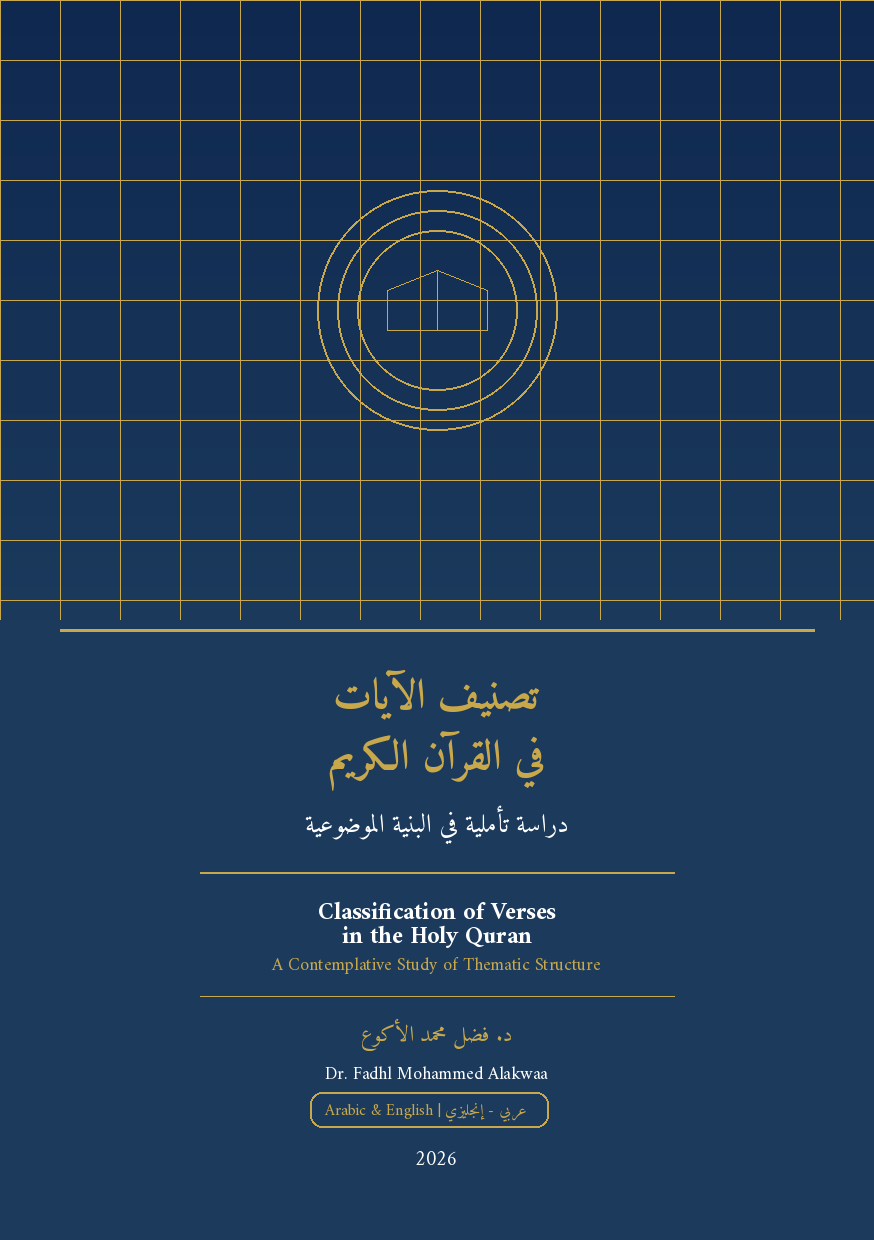 تصنيف الآيات
في القرآن الكريم
دراسة تأملية في البنية الموضوعية
Classification of Verses
in the Holy Quran
A Contemplative Study of Thematic Structure
د. فضل محمد الأكوع
Dr. Fadhl Mohammed Alakwaa
Arabic & English | عربي - إنجليزي
2026